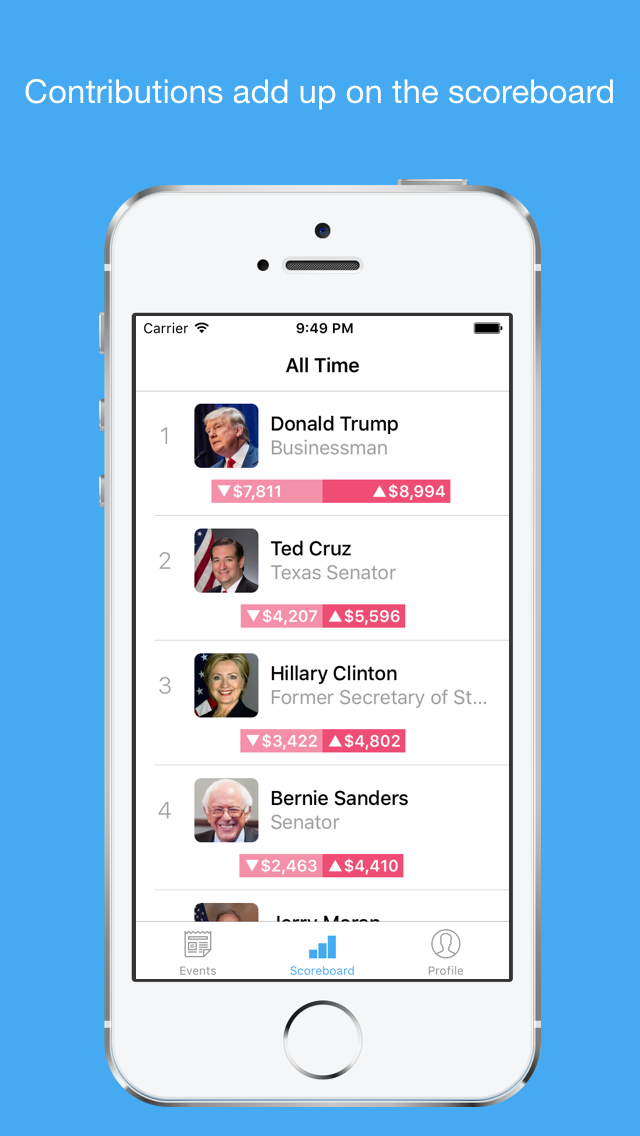 Contributions add up on the scoreboard
Carrier 9:49 PM
All Time
1 Donald Trump
Businessman
▼$7,811 ▲$8,994
2 Ted Cruz
Texas Senator
▼$4,207 ▲$5,596
3 Hillary Clinton
Former Secretary of St...
▼$3,422 ▲$4,802
4 Bernie Sanders
Senator
▼$2,463 ▲$4,410
Jerry Moran
Events Scoreboard Profile